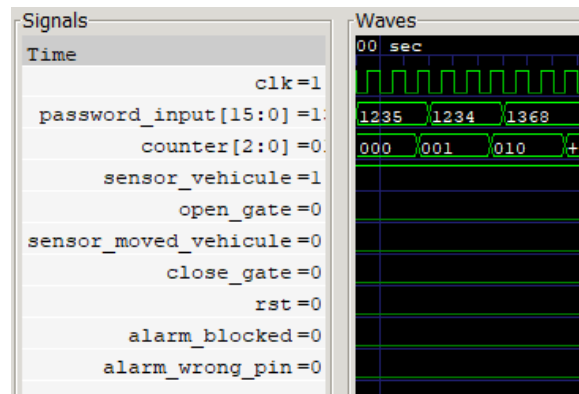 Signals
Waves
Time
00 sec
clk=1
password_input[15:0]=1
1235 1234 1368
counter[2:0]=0
000 001 010 +
sensor_vehicule=1
open_gate=0
sensor_moved_vehicule=0
close_gate=0
rst=0
alarm_blocked=0
alarm_wrong_pin=0